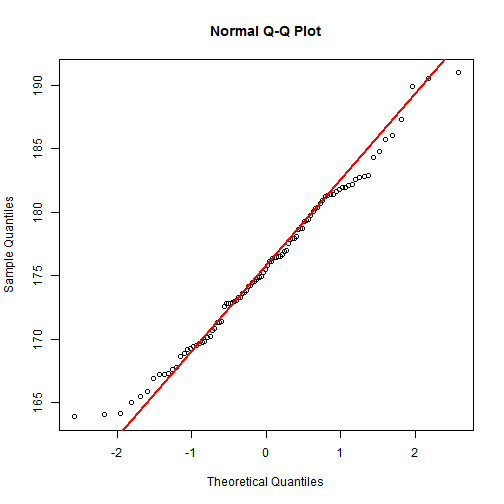 Normal Q-Q Plot
190
185
180
175
170
165
Sample Quantiles
-2 -1 0 1 2
Theoretical Quantiles